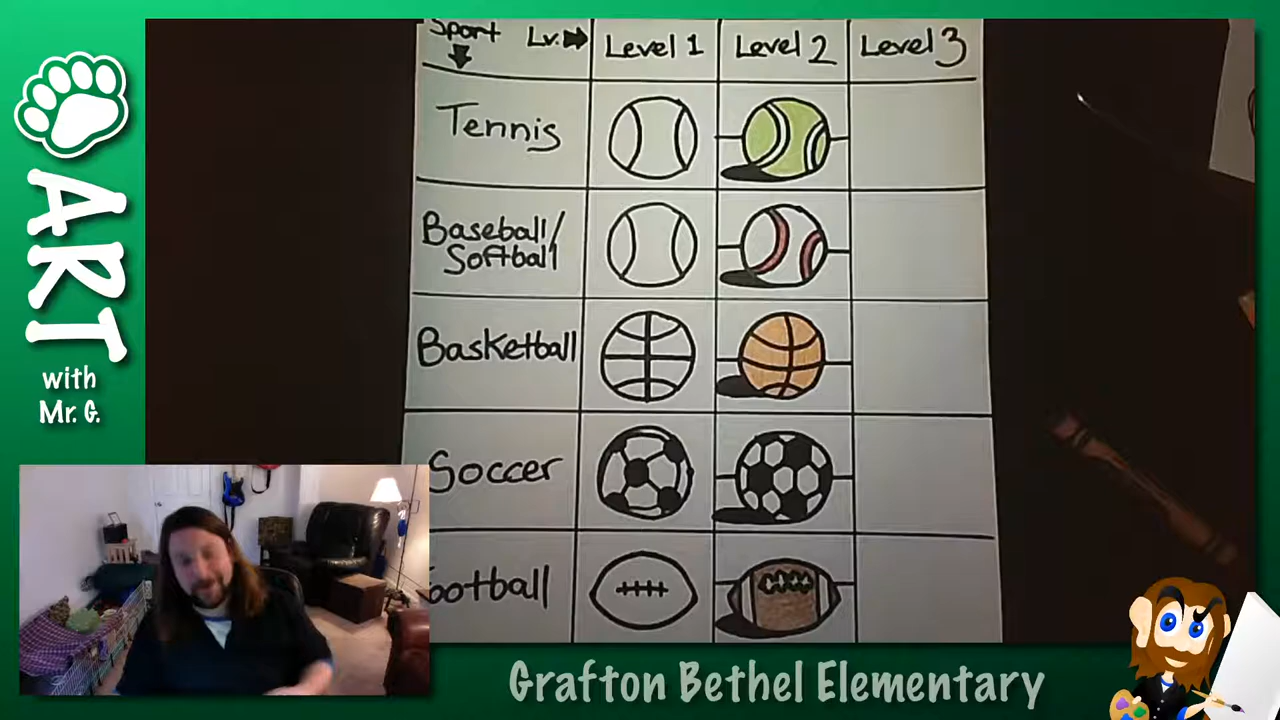 ART
with
Mr. G.
Sport Lv. Level 1 Level 2 Level 3
Tennis
Baseball/
Softball
Basketball
Soccer
ootball
Grafton Bethel Elementary